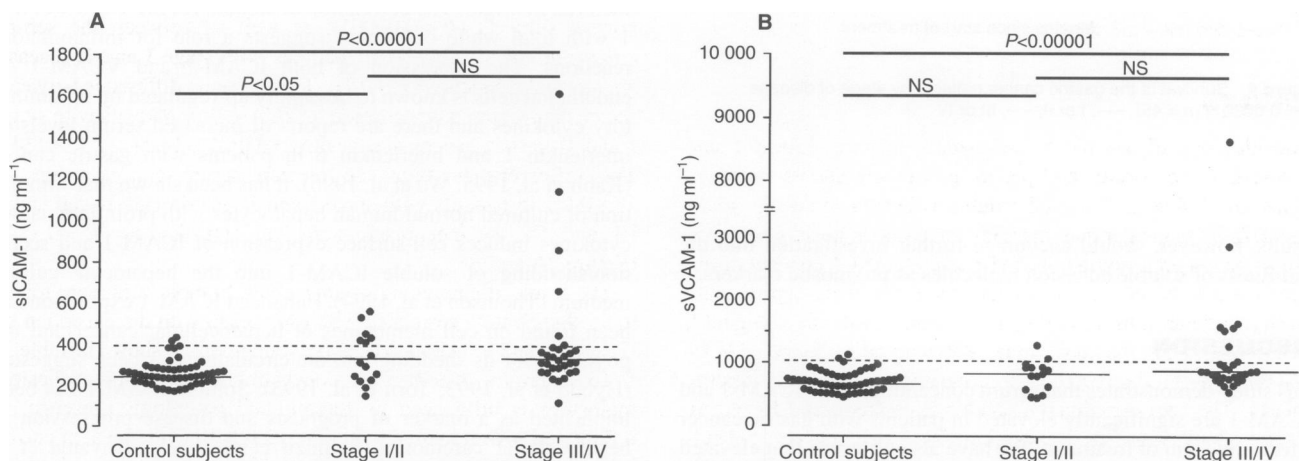 A
1800
1600
1400
1200
1000
800
600
400
200
0
sICAM-1 (ng ml⁻¹)
P<0.00001
NS
P<0.05
Control subjects
Stage I/II
Stage III/IV
B
10 000
9000
8000
3000
2000
1000
0
sVCAM-1 (ng ml⁻¹)
P<0.00001
NS
NS
Control subjects
Stage I/II
Stage III/IV